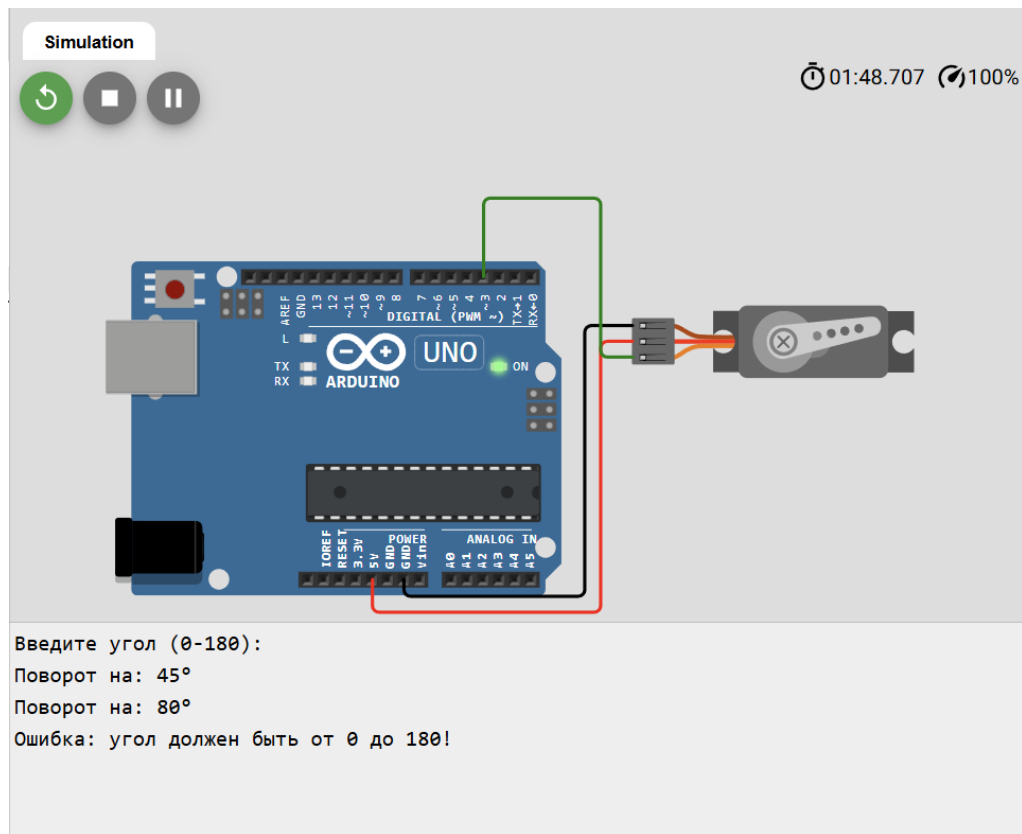 Simulation
01:48.707 100%
AREF
GND
13
12
~11
~10
~9
8
7
~6
~5
4
~3
2
TX→1
RX←0
DIGITAL (PWM ~)
L
TX
RX
UNO
ON
ARDUINO
POWER
ANALOG IN
IOREF
RESET
3.3V
5V
GND
GND
Vin
A0
A1
A2
A3
A4
A5
Введите угол (0-180):
Поворот на: 45°
Поворот на: 80°
Ошибка: угол должен быть от 0 до 180!